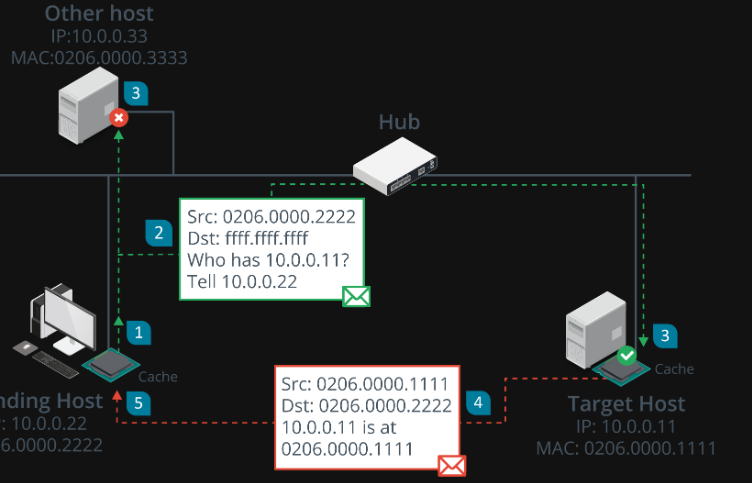 Other host
IP:10.0.0.33
MAC:0206.0000.3333
3
Hub
Src: 0206.0000.2222
Dst: ffff.ffff.ffff
Who has 10.0.0.11?
Tell 10.0.0.22
2
1
3
Cache
Cache
nding Host
: 10.0.0.22
6.0000.2222
5
Src: 0206.0000.1111
Dst: 0206.0000.2222
10.0.0.11 is at
0206.0000.1111
4
Target Host
IP: 10.0.0.11
MAC: 0206.0000.1111